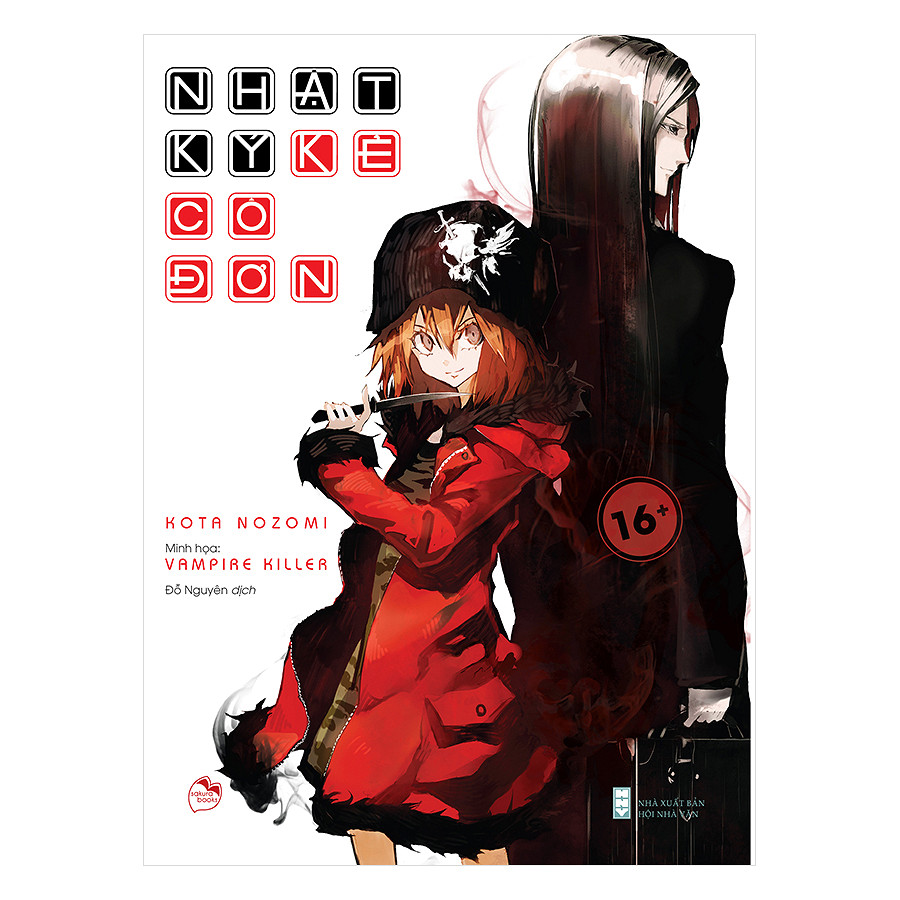 NHẬT
KÝ KẺ
CÔ
ĐƠN
KOTA NOZOMI
Minh họa:
VAMPIRE KILLER
Đỗ Nguyên dịch
16+
sakura
books
NHÀ XUẤT BẢN
HỘI NHÀ VĂN